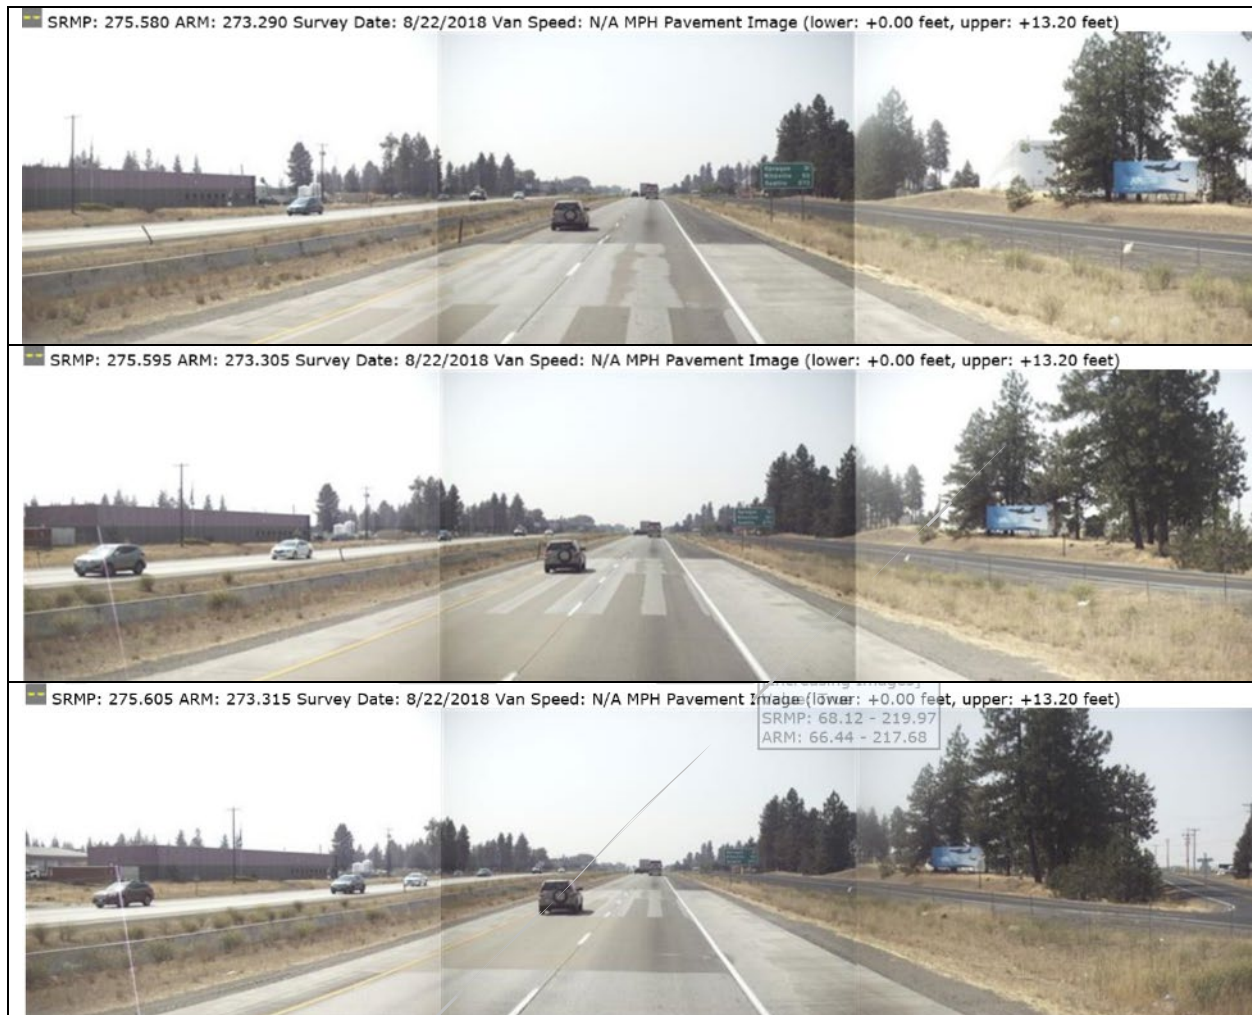 SRMP: 275.580 ARM: 273.290 Survey Date: 8/22/2018 Van Speed: N/A MPH Pavement Image (lower: +0.00 feet, upper: +13.20 feet)
Sprague
Ritzville
Seattle
SRMP: 275.595 ARM: 273.305 Survey Date: 8/22/2018 Van Speed: N/A MPH Pavement Image (lower: +0.00 feet, upper: +13.20 feet)
SRMP: 275.605 ARM: 273.315 Survey Date: 8/22/2018 Van Speed: N/A MPH Pavement Image (lower: +0.00 feet, upper: +13.20 feet)
SRMP: 68.12 - 219.97
ARM: 66.44 - 217.68